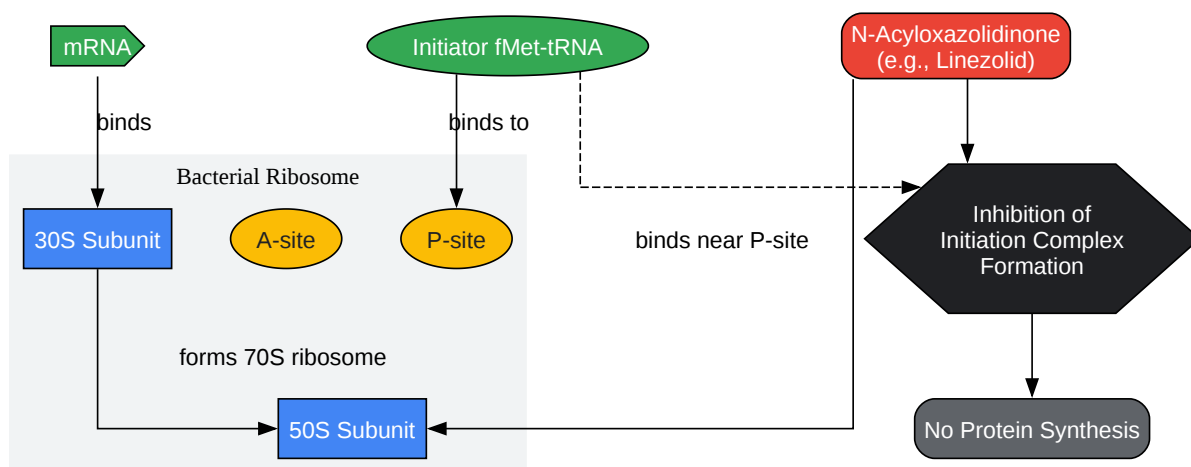 mRNA
Initiator fMet-tRNA
N-Acyloxazolidinone
(e.g., Linezolid)
binds
binds to
Bacterial Ribosome
30S Subunit
A-site
P-site
binds near P-site
Inhibition of
Initiation Complex
Formation
forms 70S ribosome
50S Subunit
No Protein Synthesis